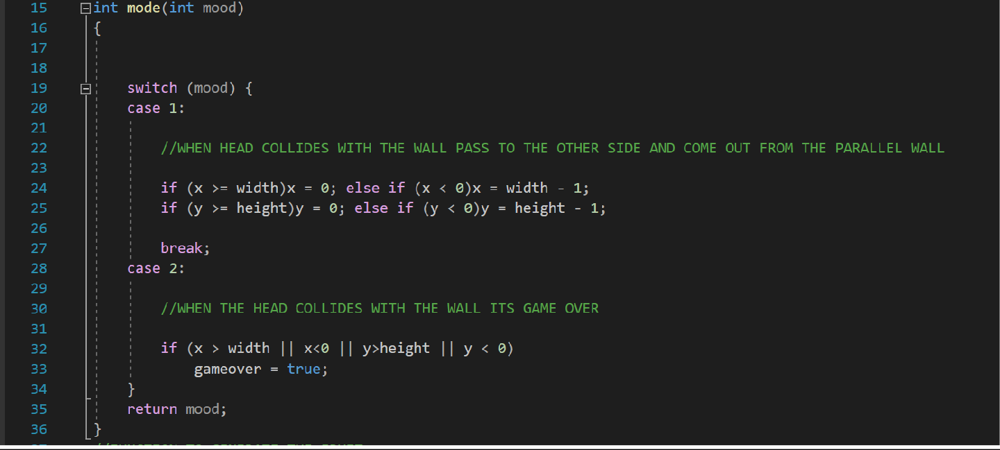 15 int mode(int mood)
16 {
17
18
19 switch (mood) {
20 case 1:
21
22 //WHEN HEAD COLLIDES WITH THE WALL PASS TO THE OTHER SIDE AND COME OUT FROM THE PARALLEL WALL
23
24 if (x >= width)x = 0; else if (x < 0)x = width - 1;
25 if (y >= height)y = 0; else if (y < 0)y = height - 1;
26
27 break;
28 case 2:
29
30 //WHEN THE HEAD COLLIDES WITH THE WALL ITS GAME OVER
31
32 if (x > width || x<0 || y>height || y < 0)
33 gameover = true;
34 }
35 return mood;
36 }